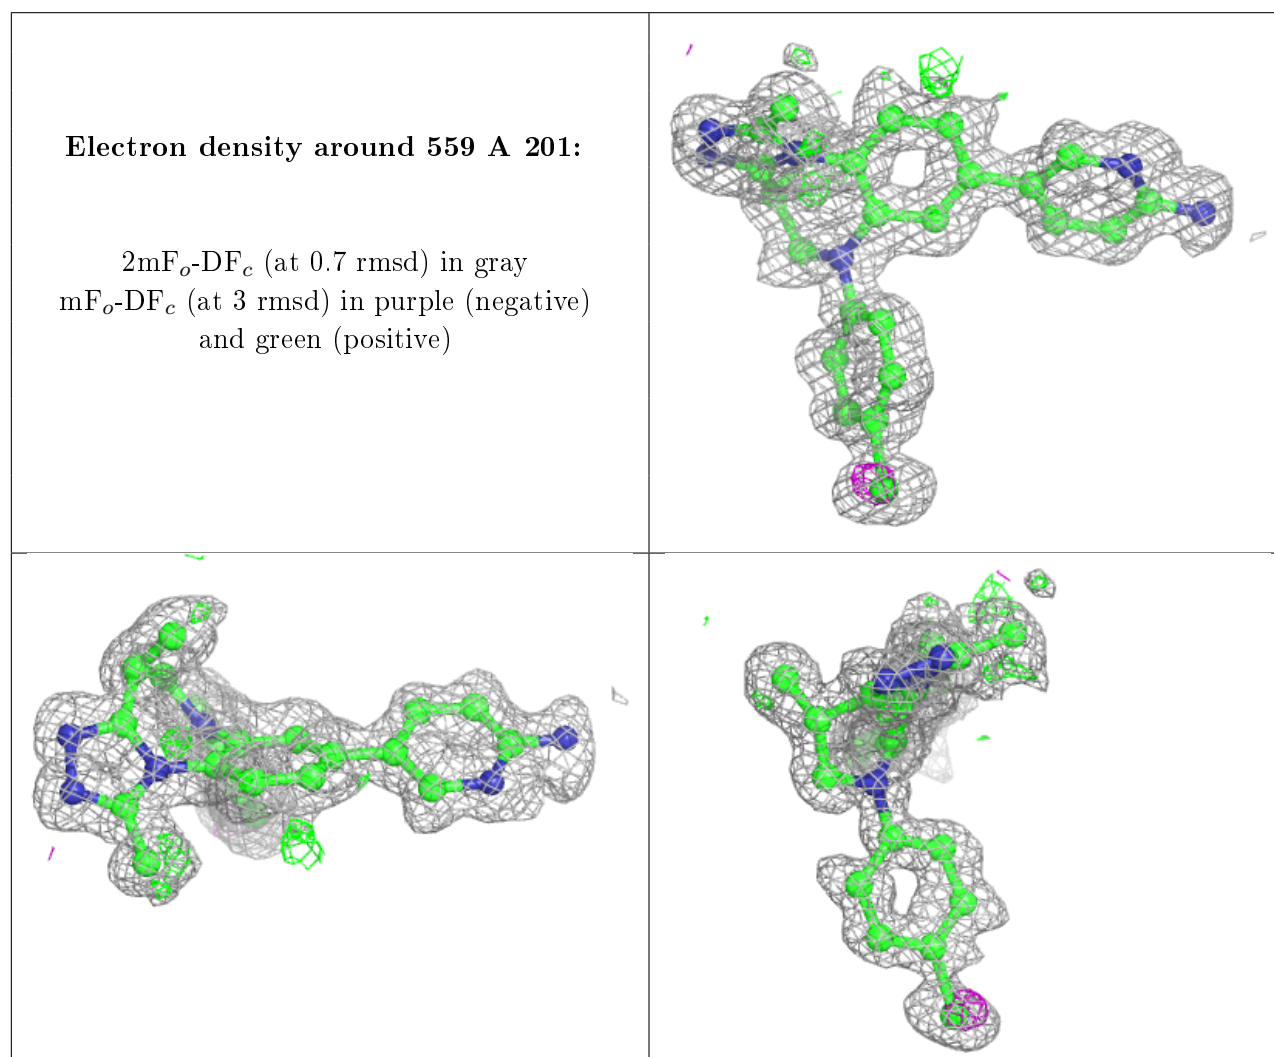 Electron density around 559 A 201:
2mFo-DFc (at 0.7 rmsd) in gray
mFo-DFc (at 3 rmsd) in purple (negative)
and green (positive)